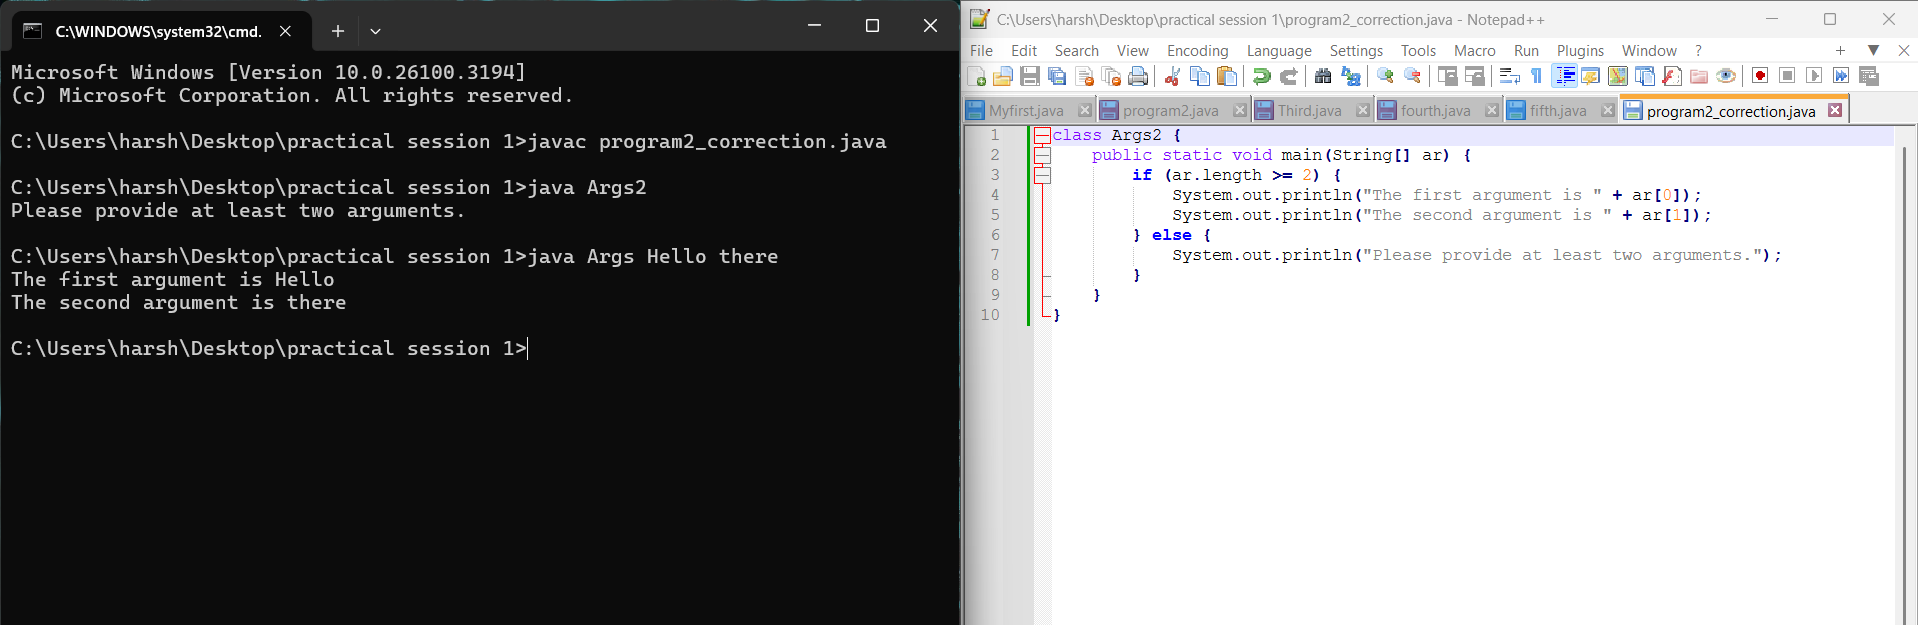 C:\WINDOWS\system32\cmd.
Microsoft Windows [Version 10.0.26100.3194]
(c) Microsoft Corporation. All rights reserved.
C:\Users\harsh\Desktop\practical session 1>javac program2_correction.java
C:\Users\harsh\Desktop\practical session 1>java Args2
Please provide at least two arguments.
C:\Users\harsh\Desktop\practical session 1>java Args Hello there
The first argument is Hello
The second argument is there
C:\Users\harsh\Desktop\practical session 1>
C:\Users\harsh\Desktop\practical session 1\program2_correction.java - Notepad++
File Edit Search View Encoding Language Settings Tools Macro Run Plugins Window ?
Myfirst.java program2.java Third.java fourth.java fifth.java program2_correction.java
1 class Args2 {
2 public static void main(String[] ar) {
3 if (ar.length >= 2) {
4 System.out.println("The first argument is " + ar[0]);
5 System.out.println("The second argument is " + ar[1]);
6 } else {
7 System.out.println("Please provide at least two arguments.");
8 }
9 }
10 }